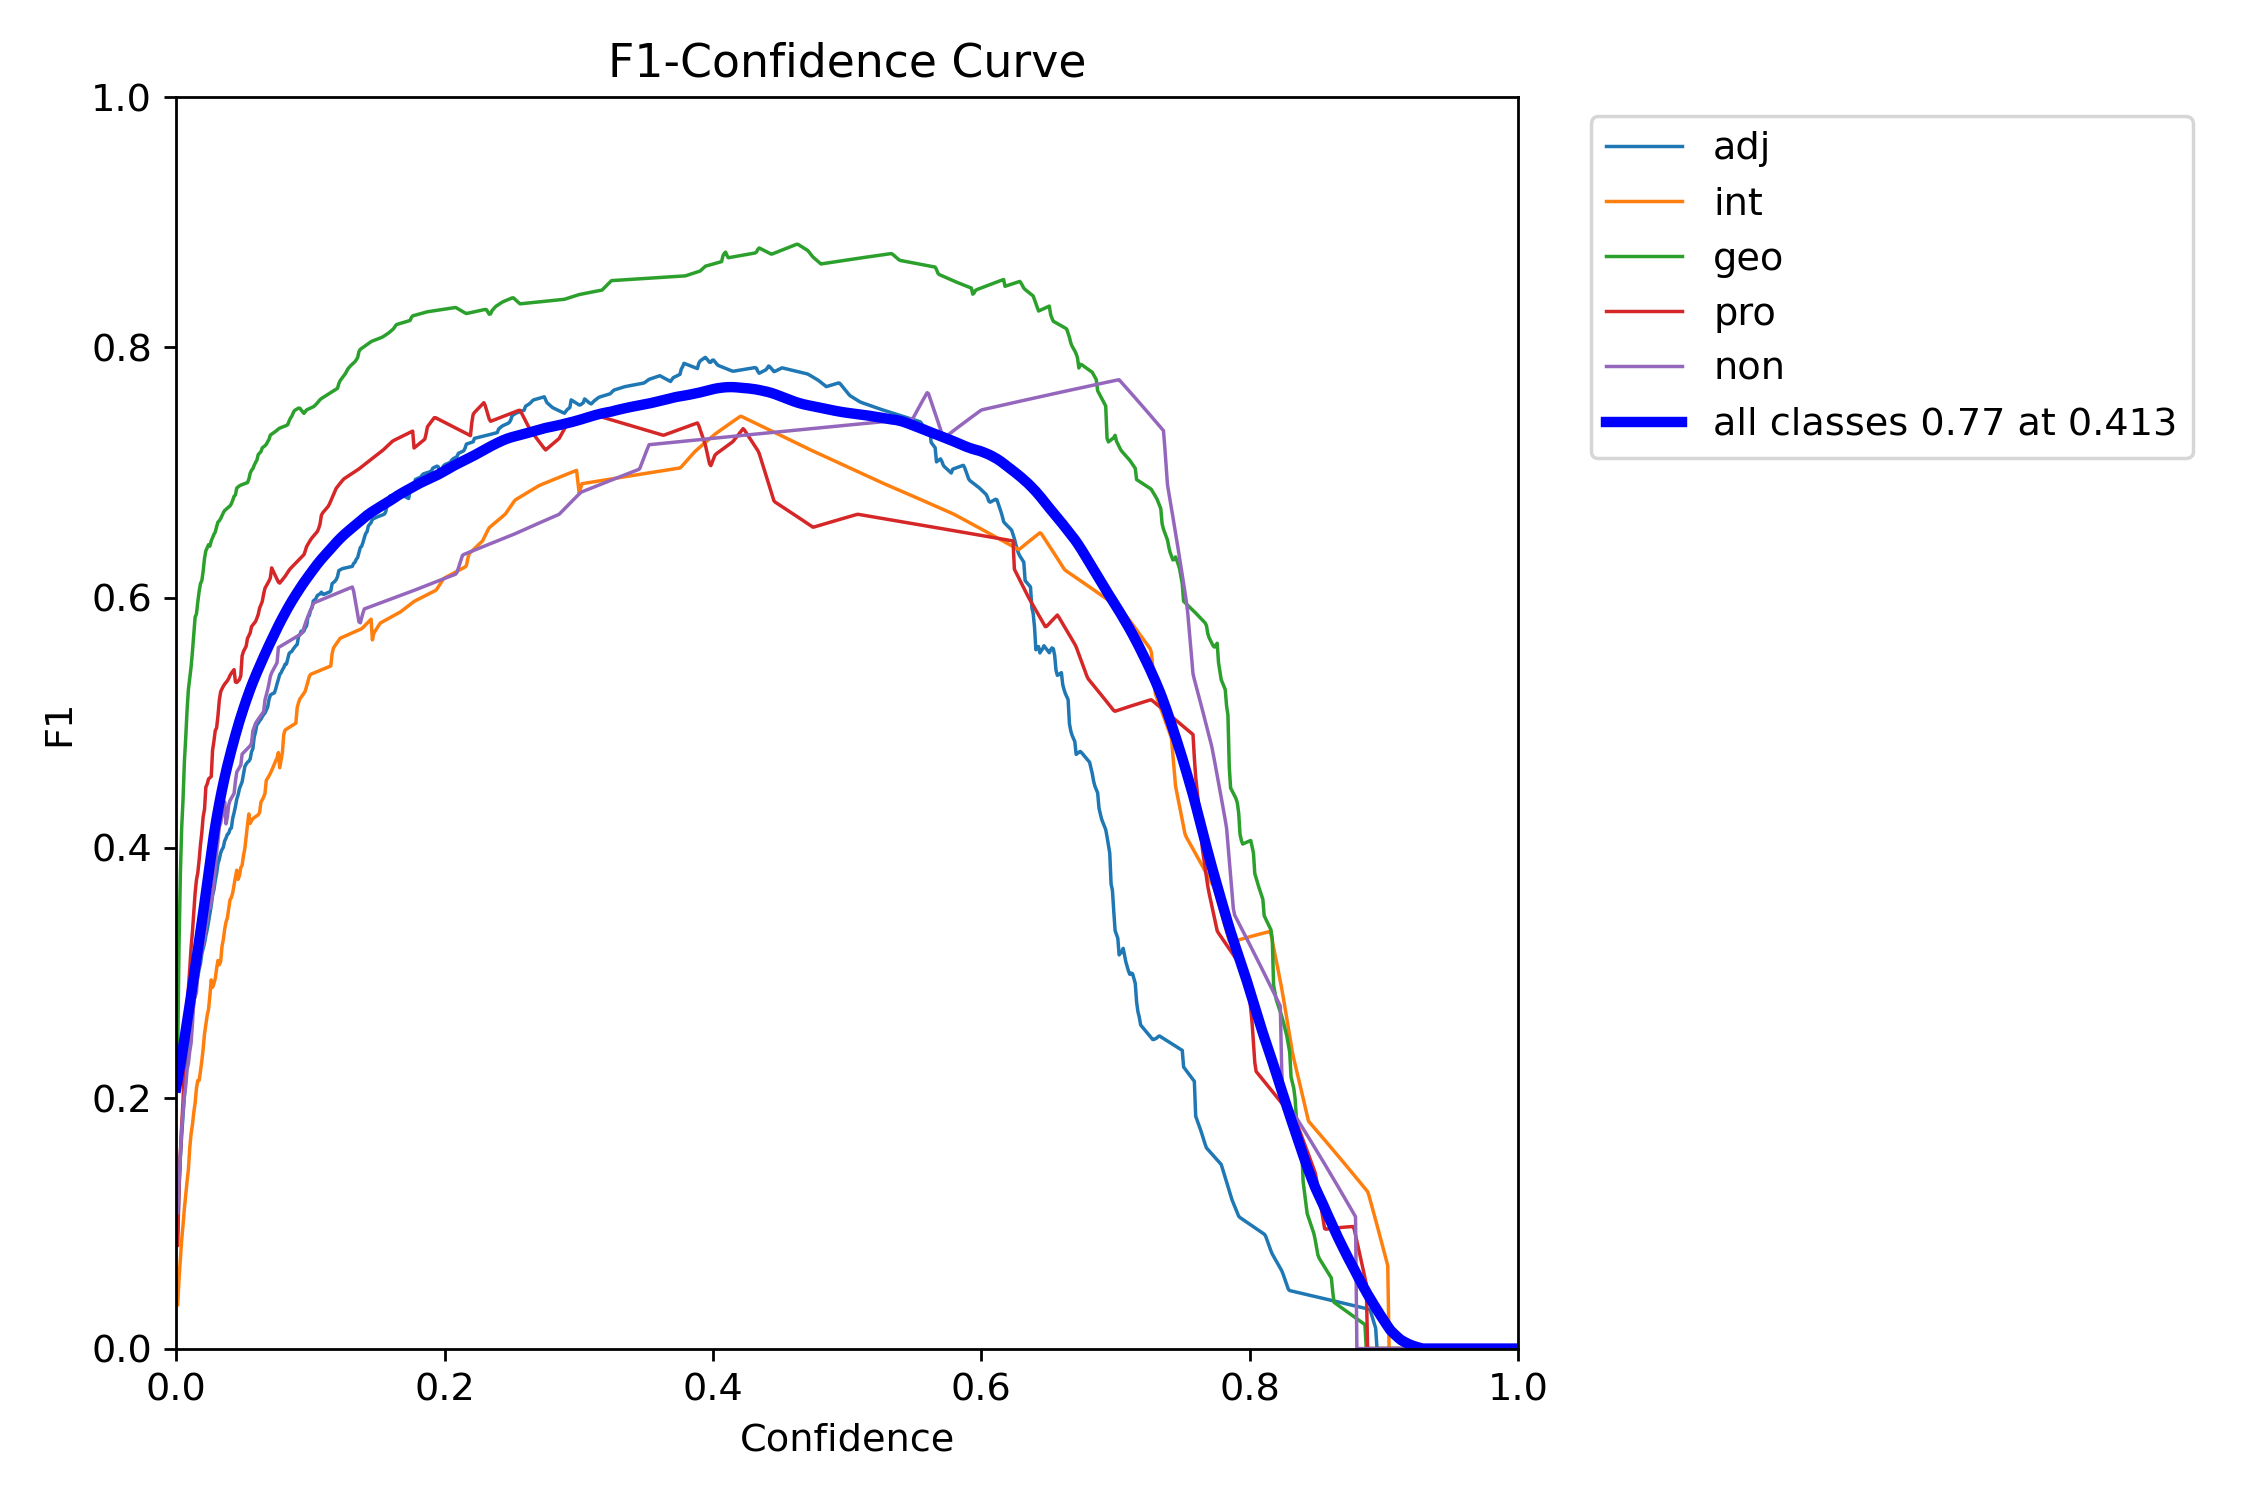 F1-Confidence Curve
1.0
0.8
0.6
0.4
0.2
0.0
F1
0.0 0.2 0.4 0.6 0.8 1.0
Confidence
adj
int
geo
pro
non
all classes 0.77 at 0.413